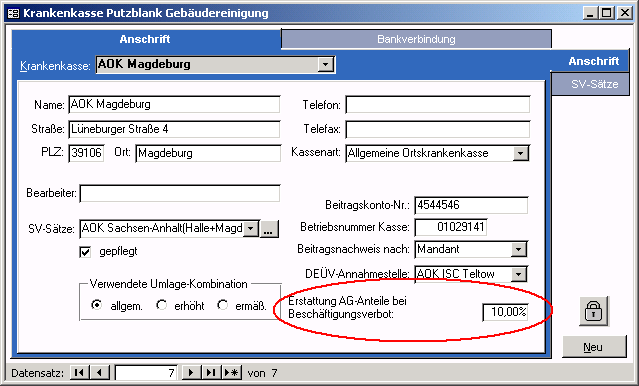 Krankenkasse Putzblank Gebäudereinigung
Anschrift Bankverbindung
Krankenkasse: AOK Magdeburg
Anschrift
SV-Sätze
Name: AOK Magdeburg Telefon:
Straße: Lüneburger Straße 4 Telefax:
PLZ: 39106 Ort: Magdeburg Kassenart: Allgemeine Ortskrankenkasse
Bearbeiter: Beitragskonto-Nr.: 4544546
SV-Sätze: AOK Sachsen-Anhalt(Halle+Magd ... Betriebsnummer Kasse: 01029141
gepflegt Beitragsnachweis nach: Mandant
DEÜV-Annahmestelle: AOK ISC Teltow
Verwendete Umlage-Kombination
allgem. erhöht ermäß.
Erstattung AG-Anteile bei
Beschäftigungsverbot: 10,00%
Neu
Datensatz: 7 von 7